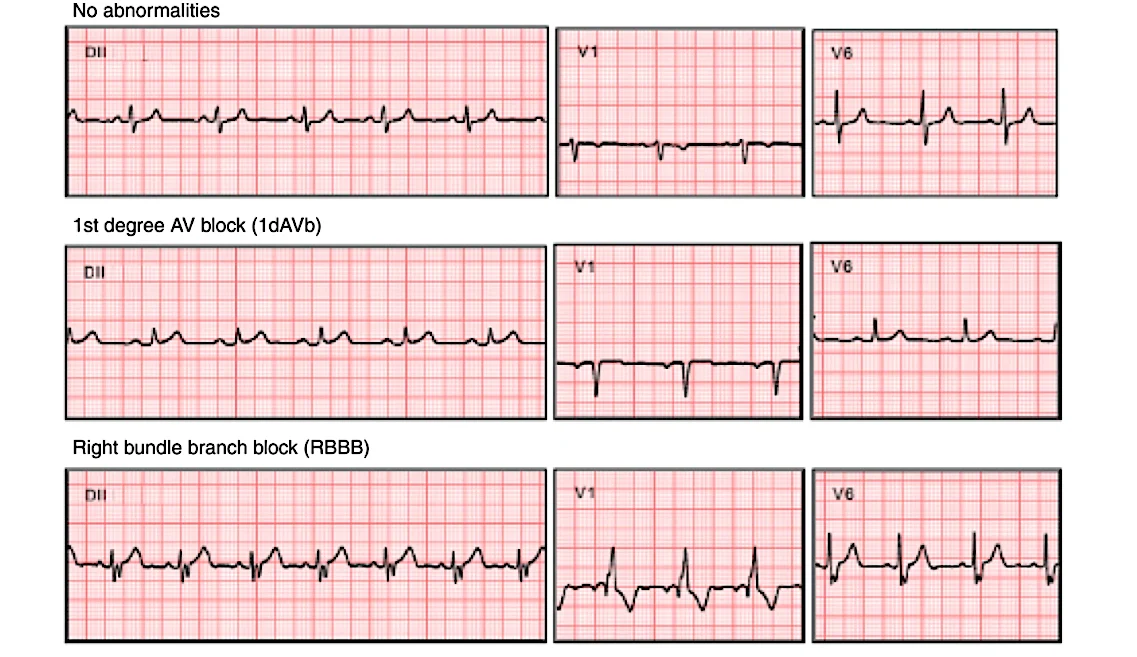 No abnormalities
DII
V1
V6
1st degree AV block (1dAVb)
DII
V1
V6
Right bundle branch block (RBBB)
DII
V1
V6